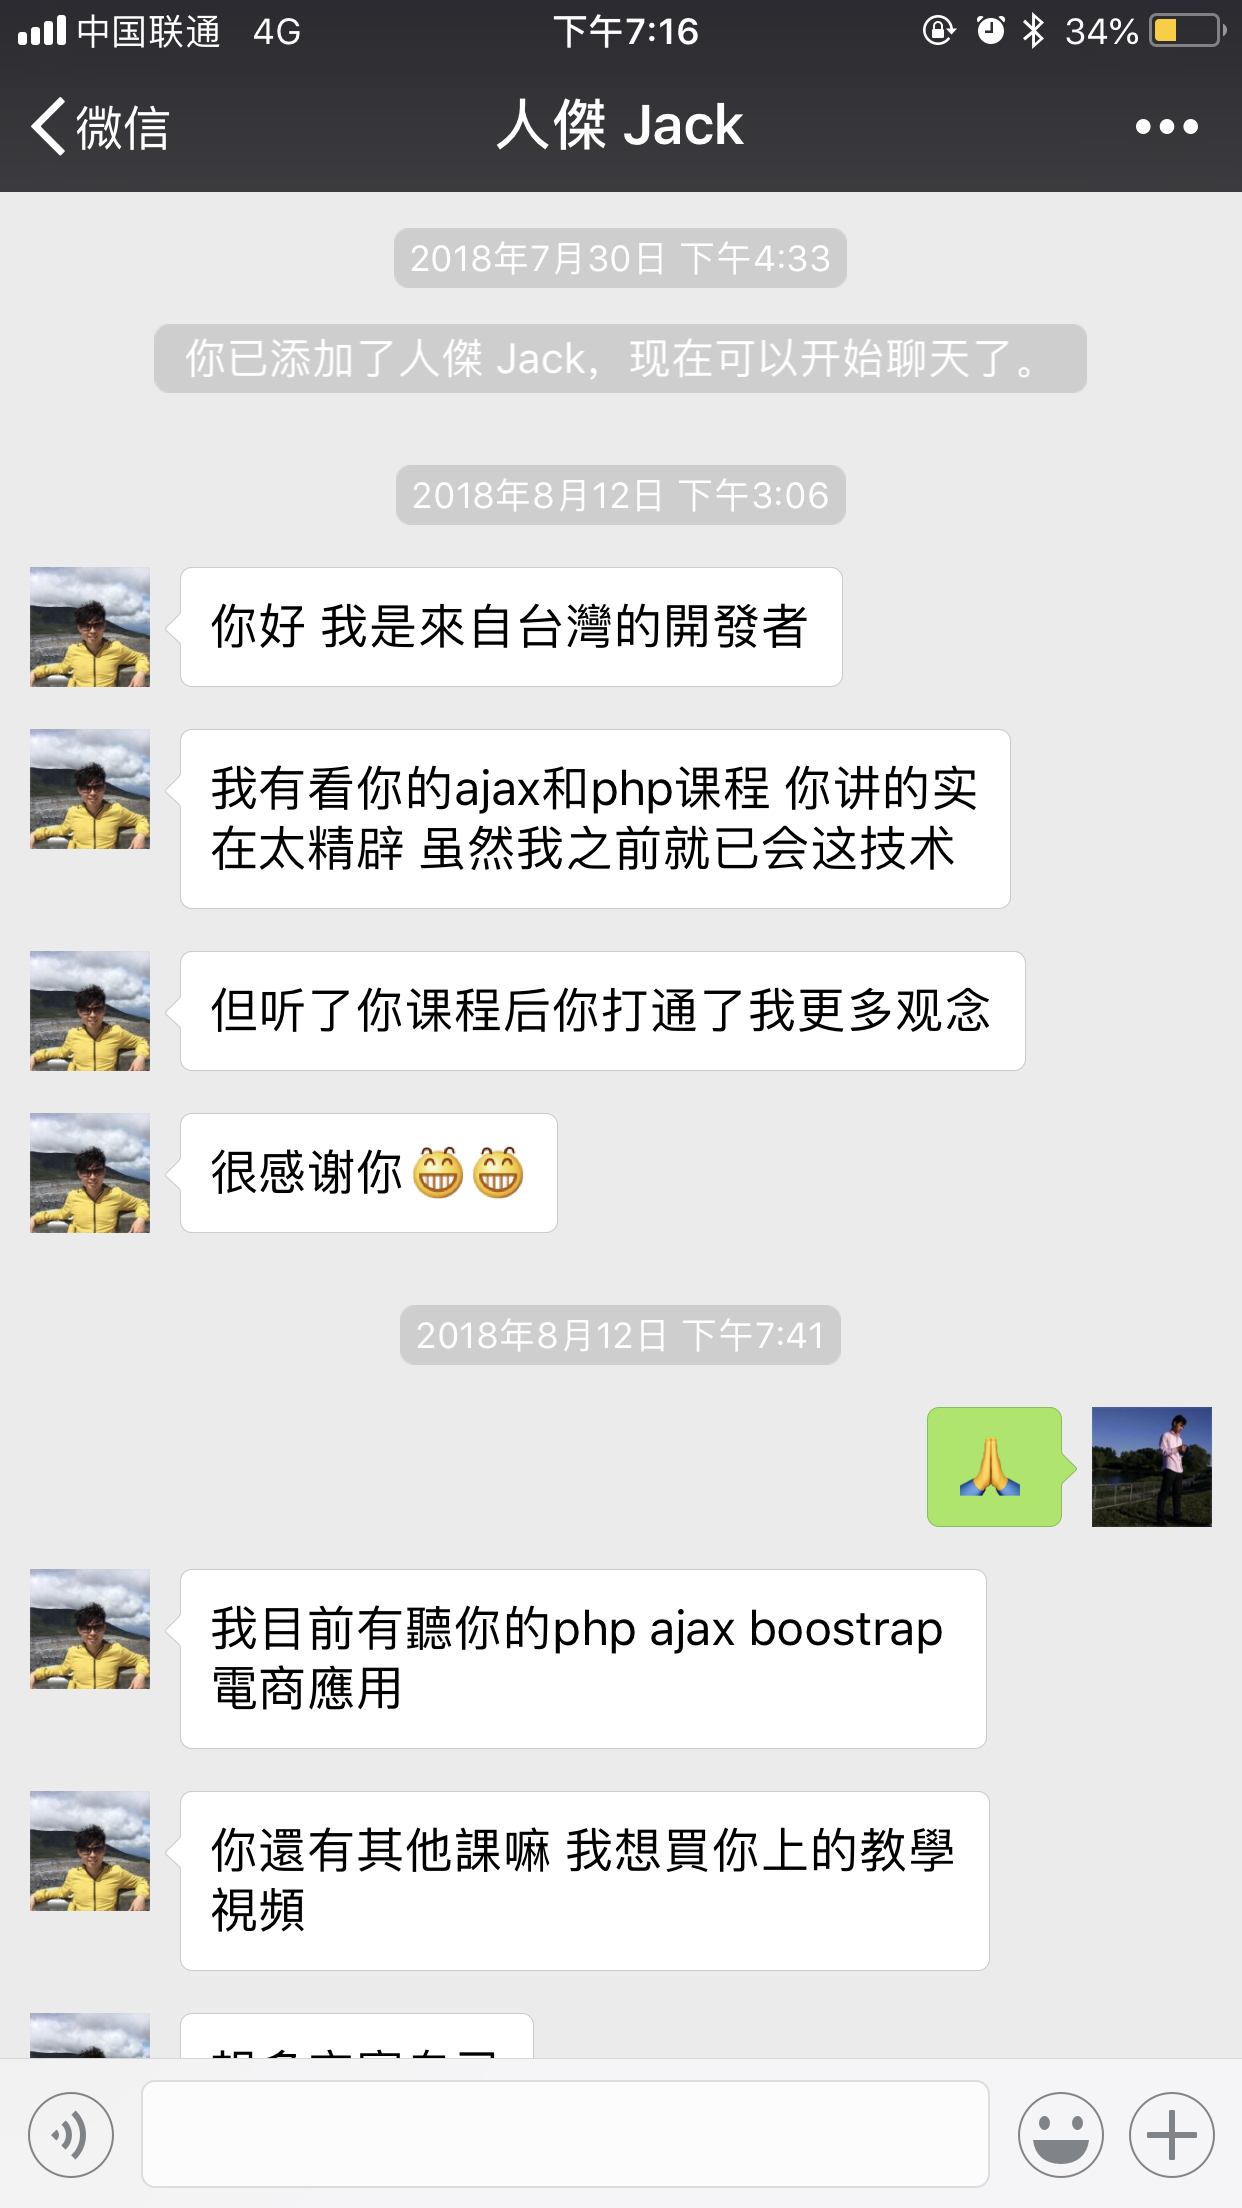 中国联通 4G 下午7:16 34%
微信 人傑 Jack
2018年7月30日 下午4:33
你已添加了人傑 Jack，现在可以开始聊天了。
2018年8月12日 下午3:06
你好 我是來自台灣的開發者
我有看你的ajax和php课程 你讲的实
在太精辟 虽然我之前就已会这技术
但听了你课程后你打通了我更多观念
很感谢你😁😁
2018年8月12日 下午7:41
🙏
我目前有聽你的php ajax boostrap
電商應用
你還有其他課嘛 我想買你上的教學
視頻